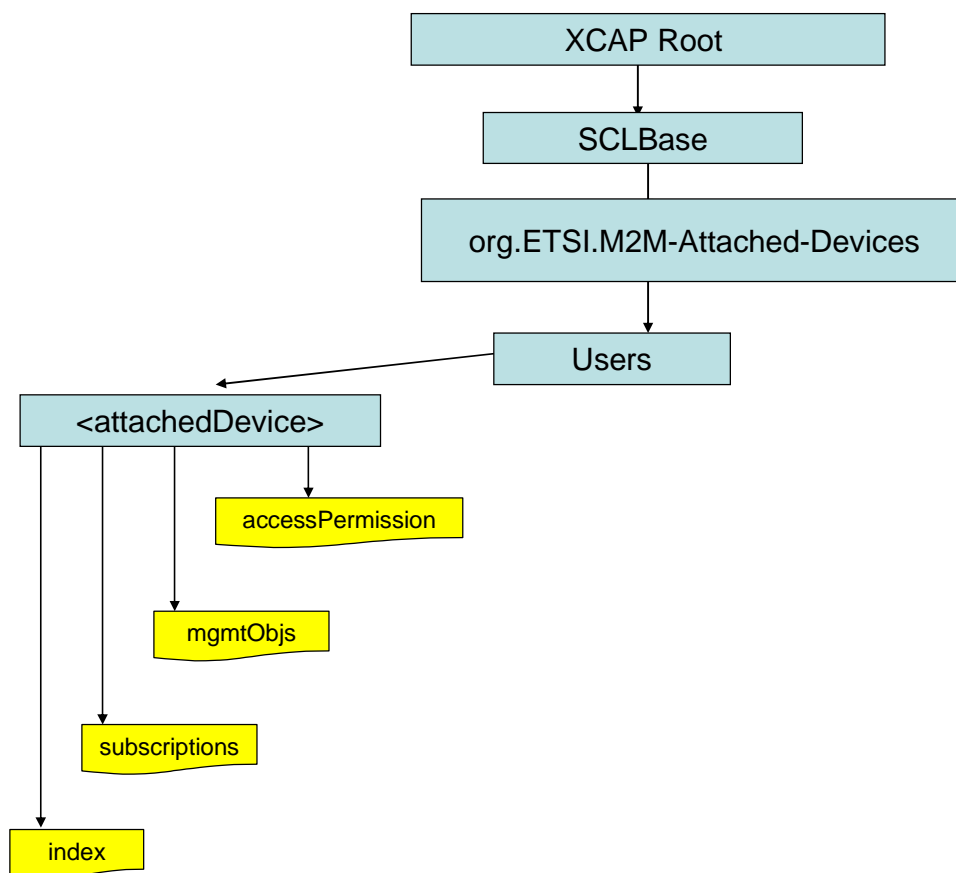 XCAP Root
SCLBase
org.ETSI.M2M-Attached-Devices
Users
<attachedDevice>
accessPermission
mgmtObjs
subscriptions
index